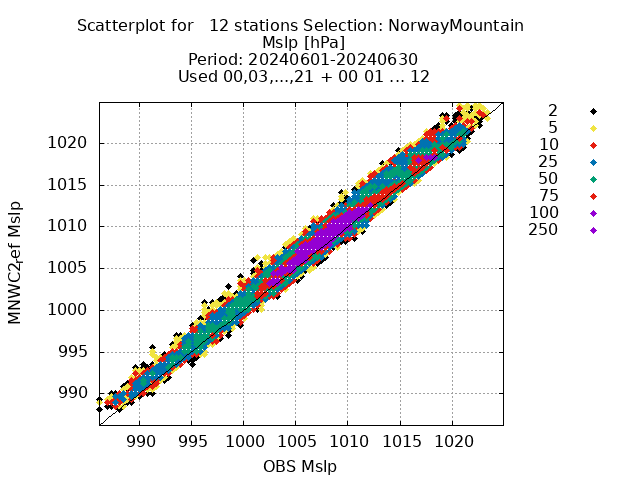 Scatterplot for   12 stations Selection: NorwayMountain
Mslp [hPa]
Period: 20240601-20240630
Used 00,03,...,21 + 00 01 ... 12
2
5
10
25
50
75
100
250
1020
1015
1010
1005
1000
995
990
MNWC2,ef Mslp
990 995 1000 1005 1010 1015 1020
OBS Mslp